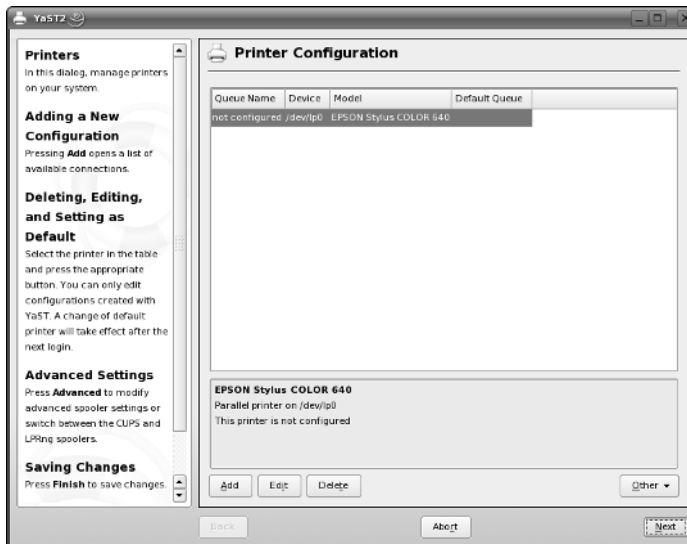 YaST2
Printers
In this dialog, manage printers
on your system.
Adding a New
Configuration
Pressing Add opens a list of
available connections.
Deleting, Editing,
and Setting as
Default
Select the printer in the table
and press the appropriate
button. You can only edit
configurations created with
YaST. A change of default
printer will take effect after the
next login.
Advanced Settings
Press Advanced to modify
advanced spooler settings or
switch between the CUPS and
LPRng spoolers.
Saving Changes
Press Finish to save changes.
Printer Configuration
Queue Name Device Model Default Queue
not configured /dev/lp0 EPSON Stylus COLOR 640
EPSON Stylus COLOR 640
Parallel printer on /dev/lp0
This printer is not configured
Add Edit Delete Other
Back Abort Next